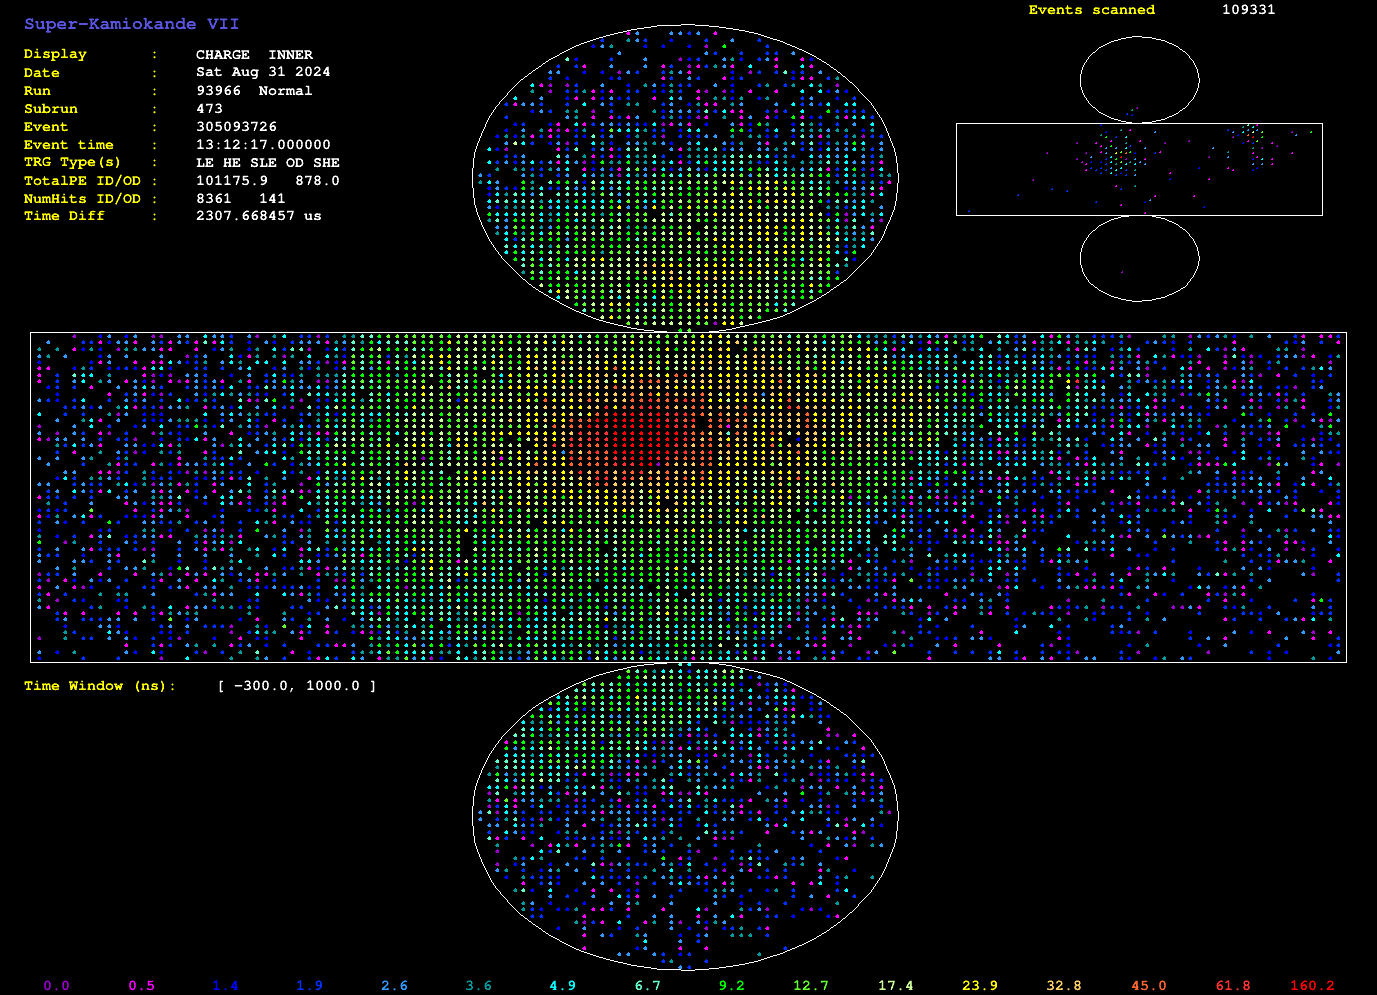 Super-Kamiokande VII
Events scanned 109331
Display : CHARGE INNER
Date : Sat Aug 31 2024
Run : 93966 Normal
Subrun : 473
Event : 305093726
Event time : 13:12:17.000000
TRG Type(s) : LE HE SLE OD SHE
TotalPE ID/OD : 101175.9 878.0
NumHits ID/OD : 8361 141
Time Diff : 2307.668457 us
Time Window (ns): [ -300.0, 1000.0 ]
0.0 0.5 1.4 1.9 2.6 3.6 4.9 6.7 9.2 12.7 17.4 23.9 32.8 45.0 61.8 160.2